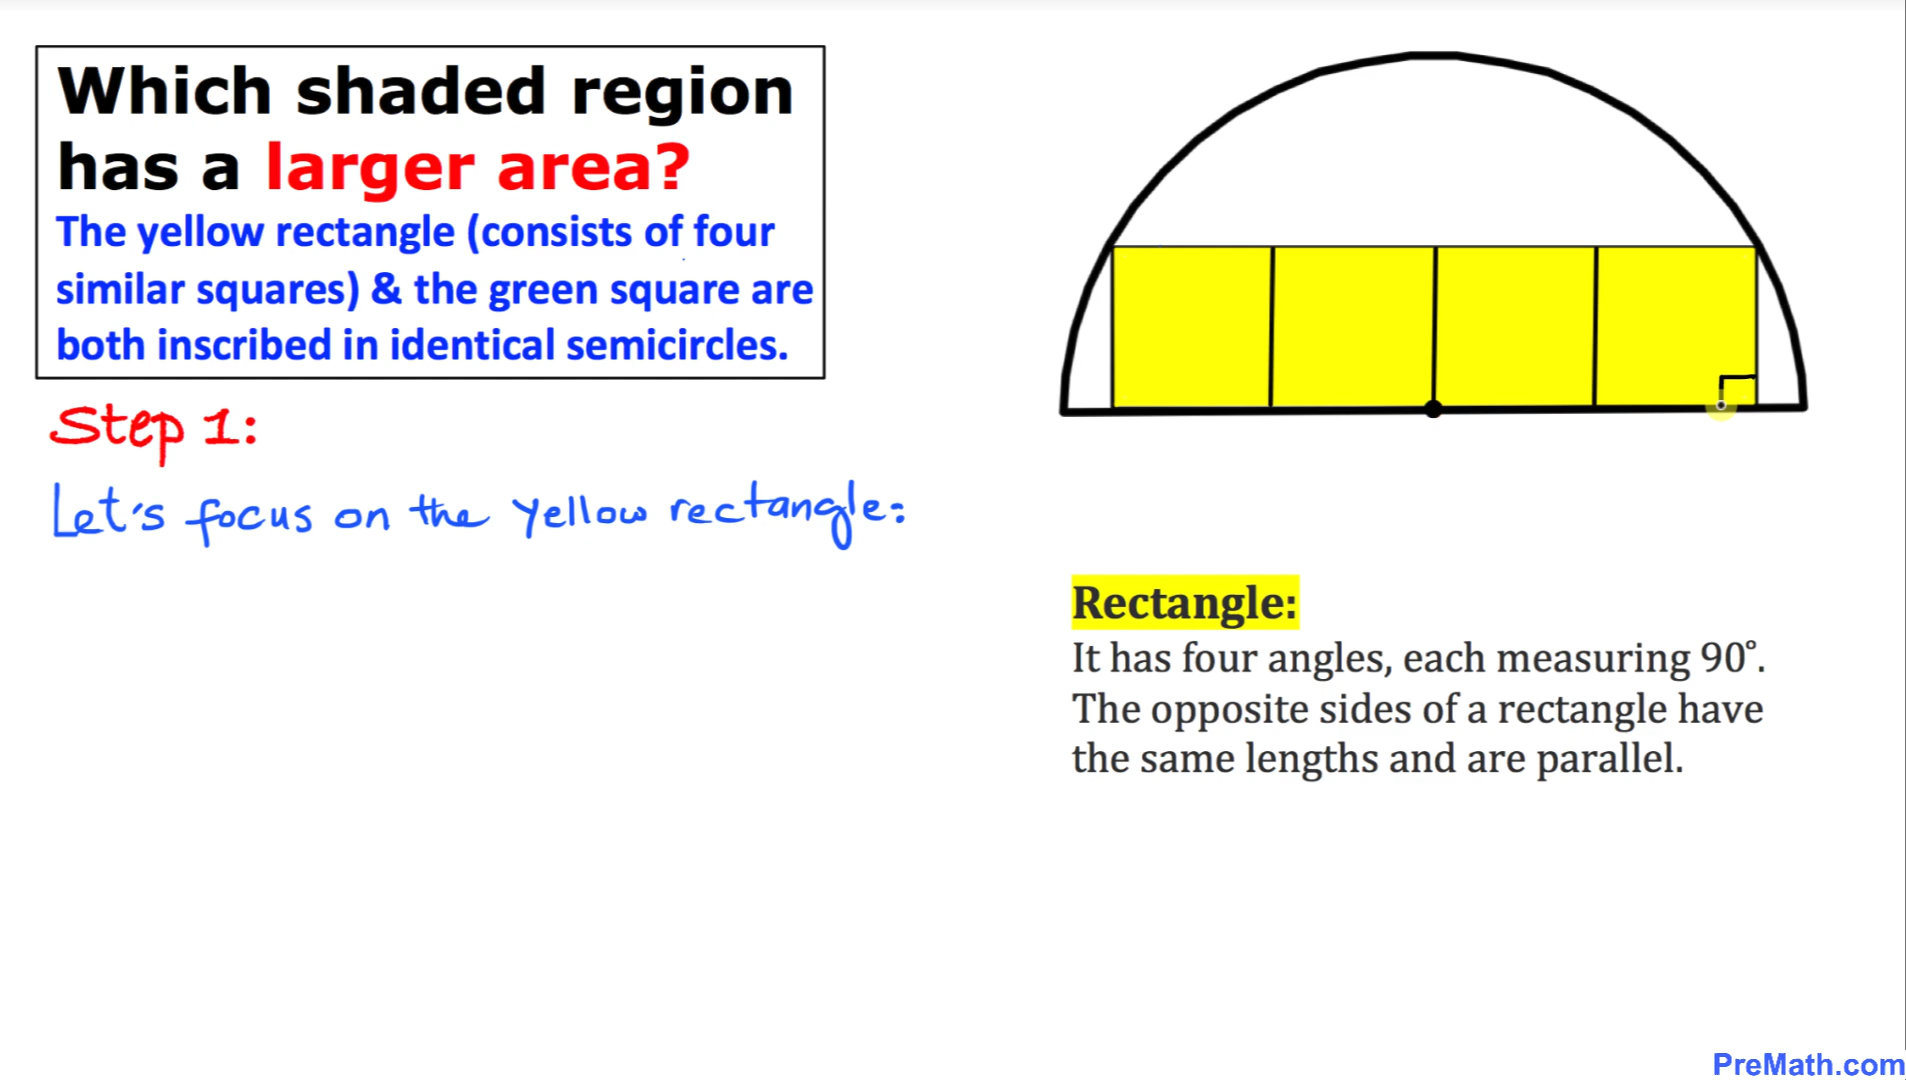 Which shaded region
has a larger area?
The yellow rectangle (consists of four
similar squares) & the green square are
both inscribed in identical semicircles.
Step 1:
Let's focus on the yellow rectangle:
Rectangle:
It has four angles, each measuring 90°.
The opposite sides of a rectangle have
the same lengths and are parallel.
PreMath.com